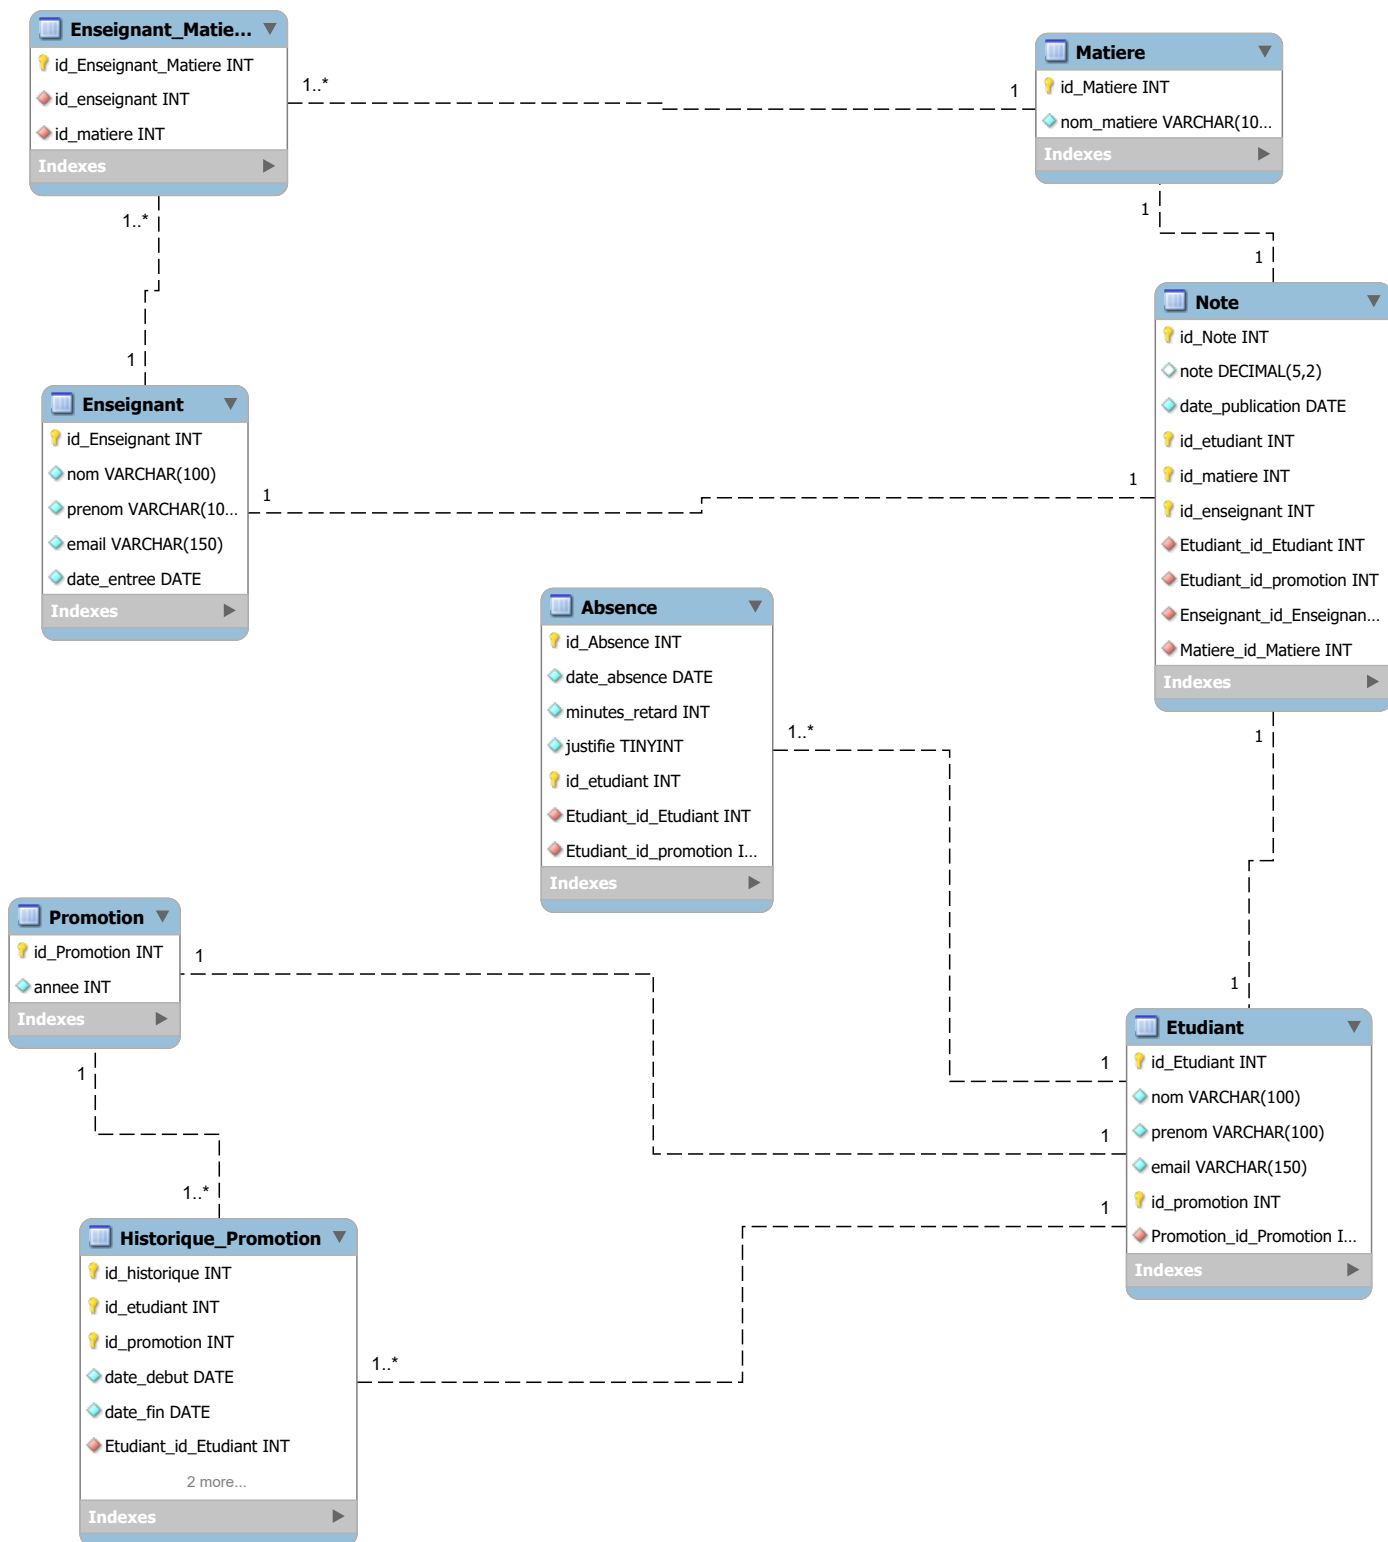 Enseignant_Matie...
id_Enseignant_Matiere INT
id_enseignant INT
id_matiere INT
Indexes
1..*
1
Matiere
id_Matiere INT
nom_matiere VARCHAR(10...
Indexes
1..*
1
1
1
Enseignant
id_Enseignant INT
nom VARCHAR(100)
prenom VARCHAR(10...
email VARCHAR(150)
date_entree DATE
Indexes
1
1
Note
id_Note INT
note DECIMAL(5,2)
date_publication DATE
id_etudiant INT
id_matiere INT
id_enseignant INT
Etudiant_id_Etudiant INT
Etudiant_id_promotion INT
Enseignant_id_Enseignan...
Matiere_id_Matiere INT
Indexes
Absence
id_Absence INT
date_absence DATE
minutes_retard INT
justifie TINYINT
id_etudiant INT
Etudiant_id_Etudiant INT
Etudiant_id_promotion I...
Indexes
1..*
1
1
1
Promotion
id_Promotion INT
annee INT
Indexes
1
1
1
1
1..*
Etudiant
id_Etudiant INT
nom VARCHAR(100)
prenom VARCHAR(100)
email VARCHAR(150)
id_promotion INT
Promotion_id_Promotion I...
Indexes
Historique_Promotion
id_historique INT
id_etudiant INT
id_promotion INT
date_debut DATE
date_fin DATE
Etudiant_id_Etudiant INT
2 more...
Indexes
1..*
1